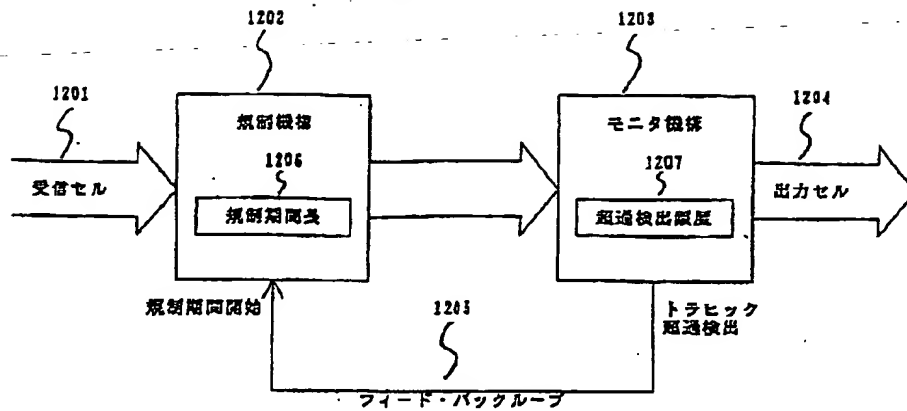 1202
1203
1201
1204
規制機構
モニタ機構
1206
1207
受信セル
出力セル
規制期間長
超過検出限度
規制期間開始
1205
トラヒック
超過検出
フィード・バックループ